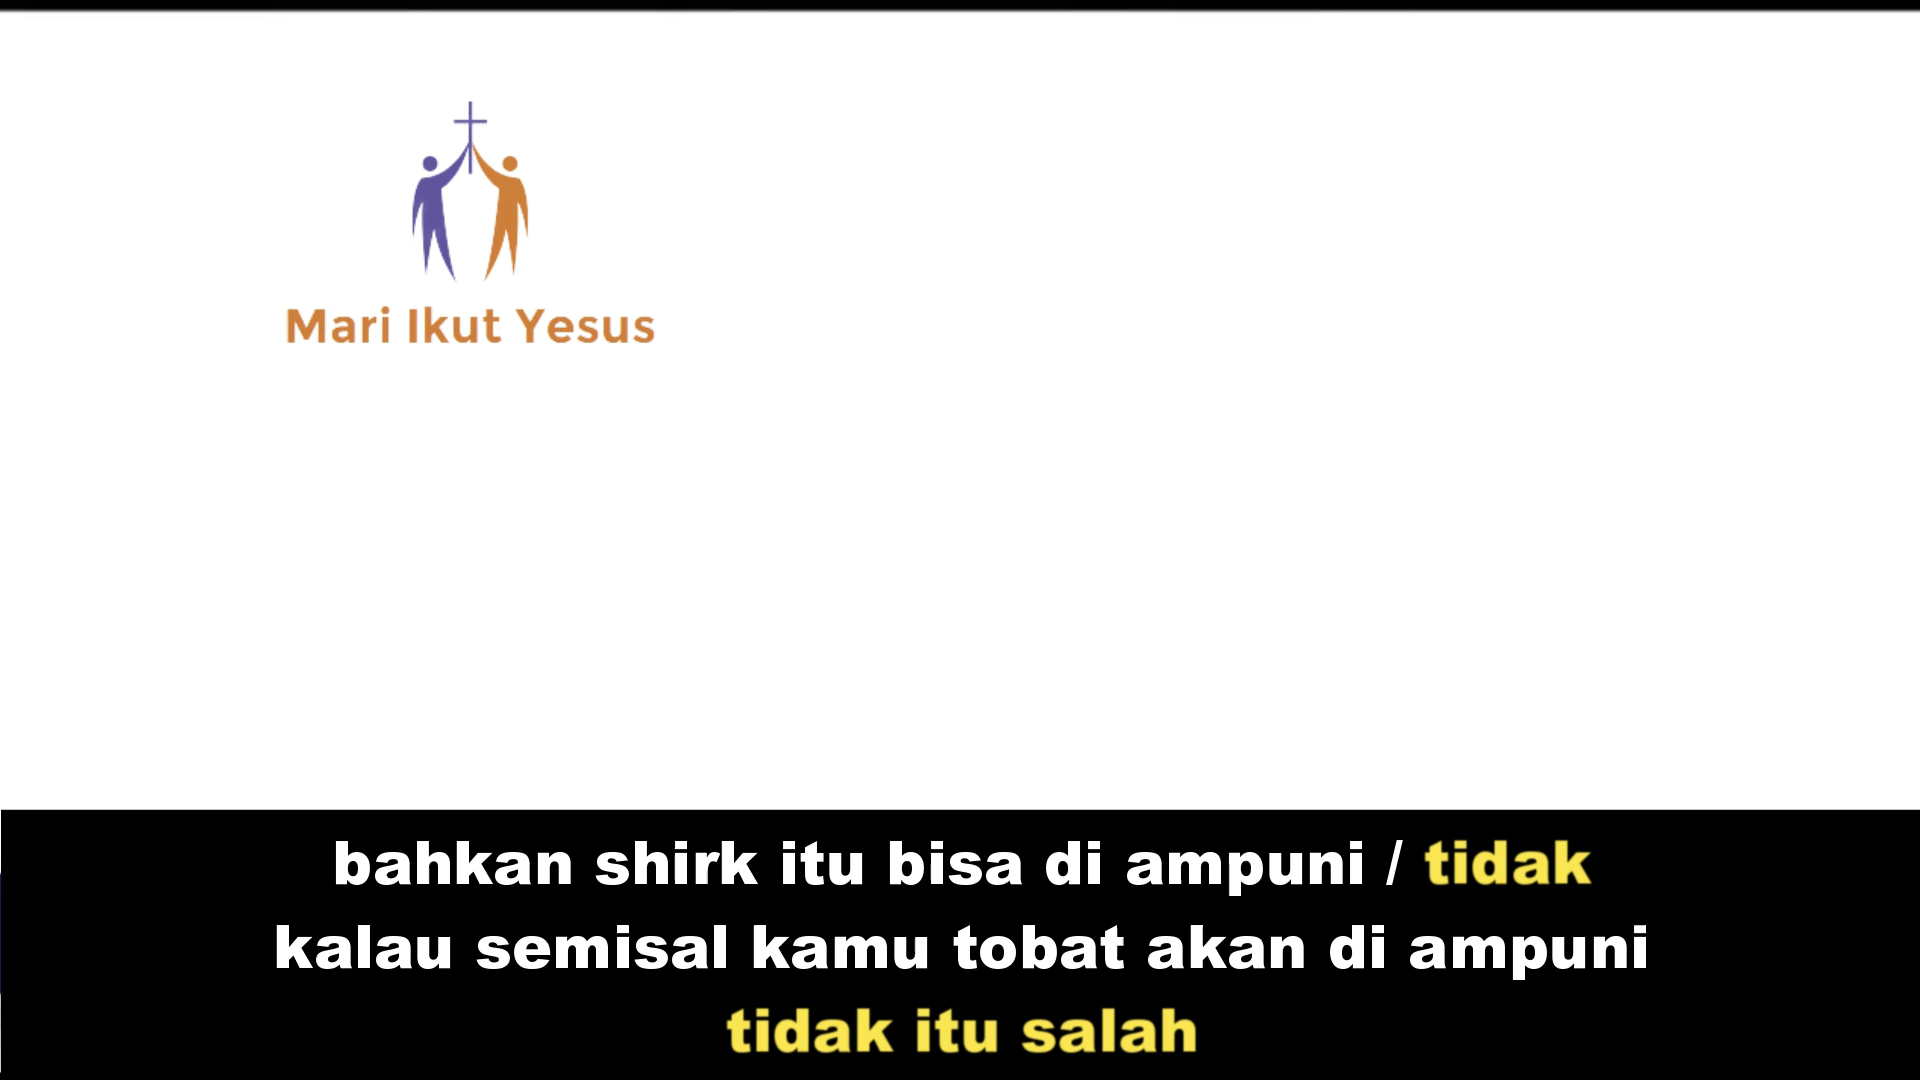 Mari Ikut Yesus
bahkan shirk itu bisa di ampuni / tidak
kalau semisal kamu tobat akan di ampuni
tidak itu salah